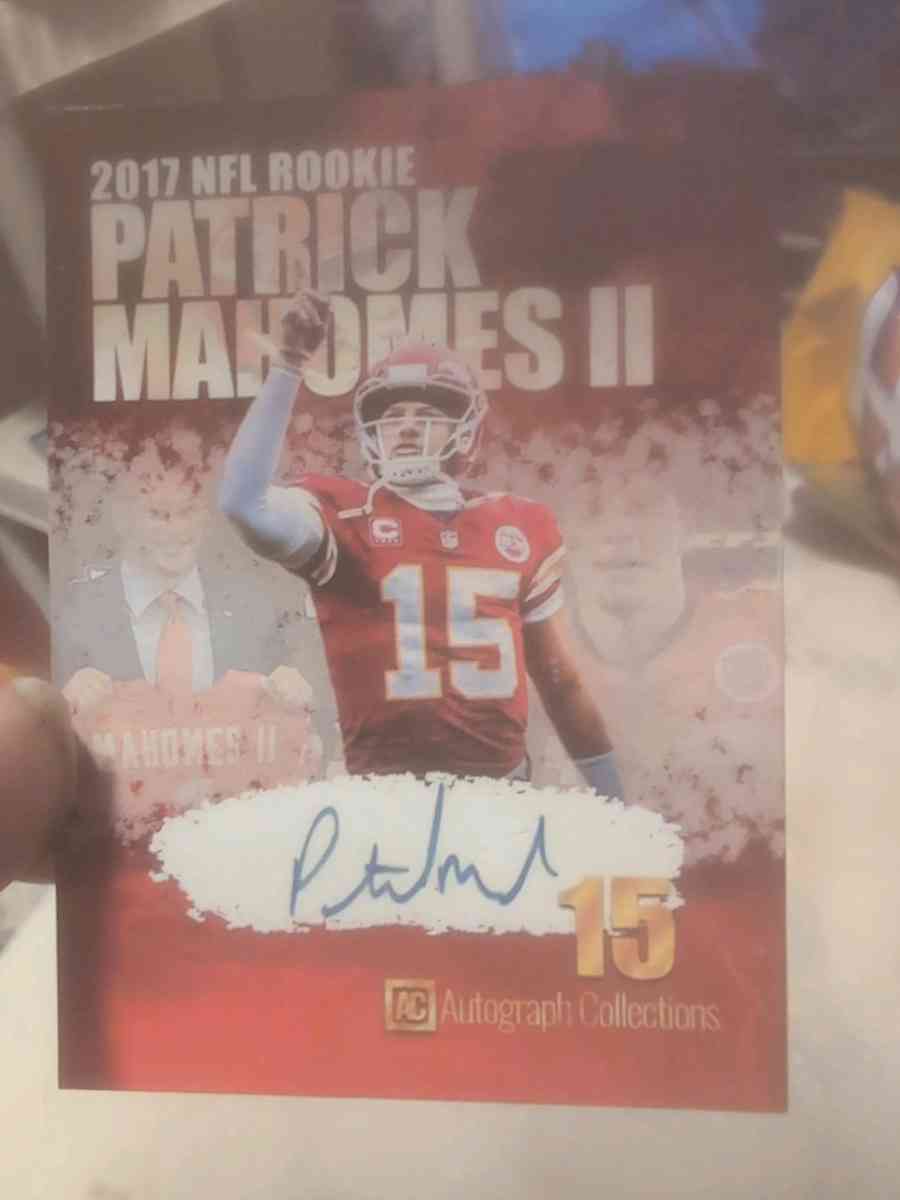 2017 NFL ROOKIE
PATRICK
MAHOMES II
C
15
MAHOMES II
15
AC Autograph Collections